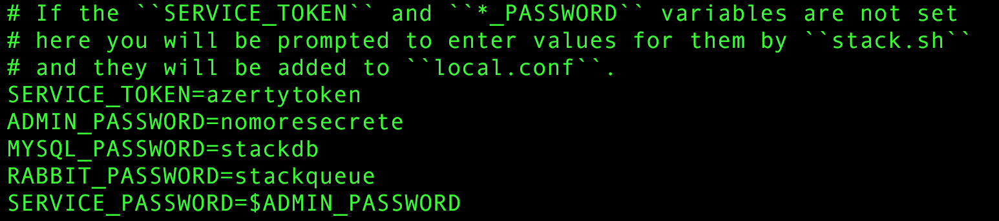 # If the ``SERVICE_TOKEN`` and ``*_PASSWORD`` variables are not set
# here you will be prompted to enter values for them by ``stack.sh``
# and they will be added to ``local.conf``.
SERVICE_TOKEN=azertytoken
ADMIN_PASSWORD=nomoresecrete
MYSQL_PASSWORD=stackdb
RABBIT_PASSWORD=stackqueue
SERVICE_PASSWORD=$ADMIN_PASSWORD